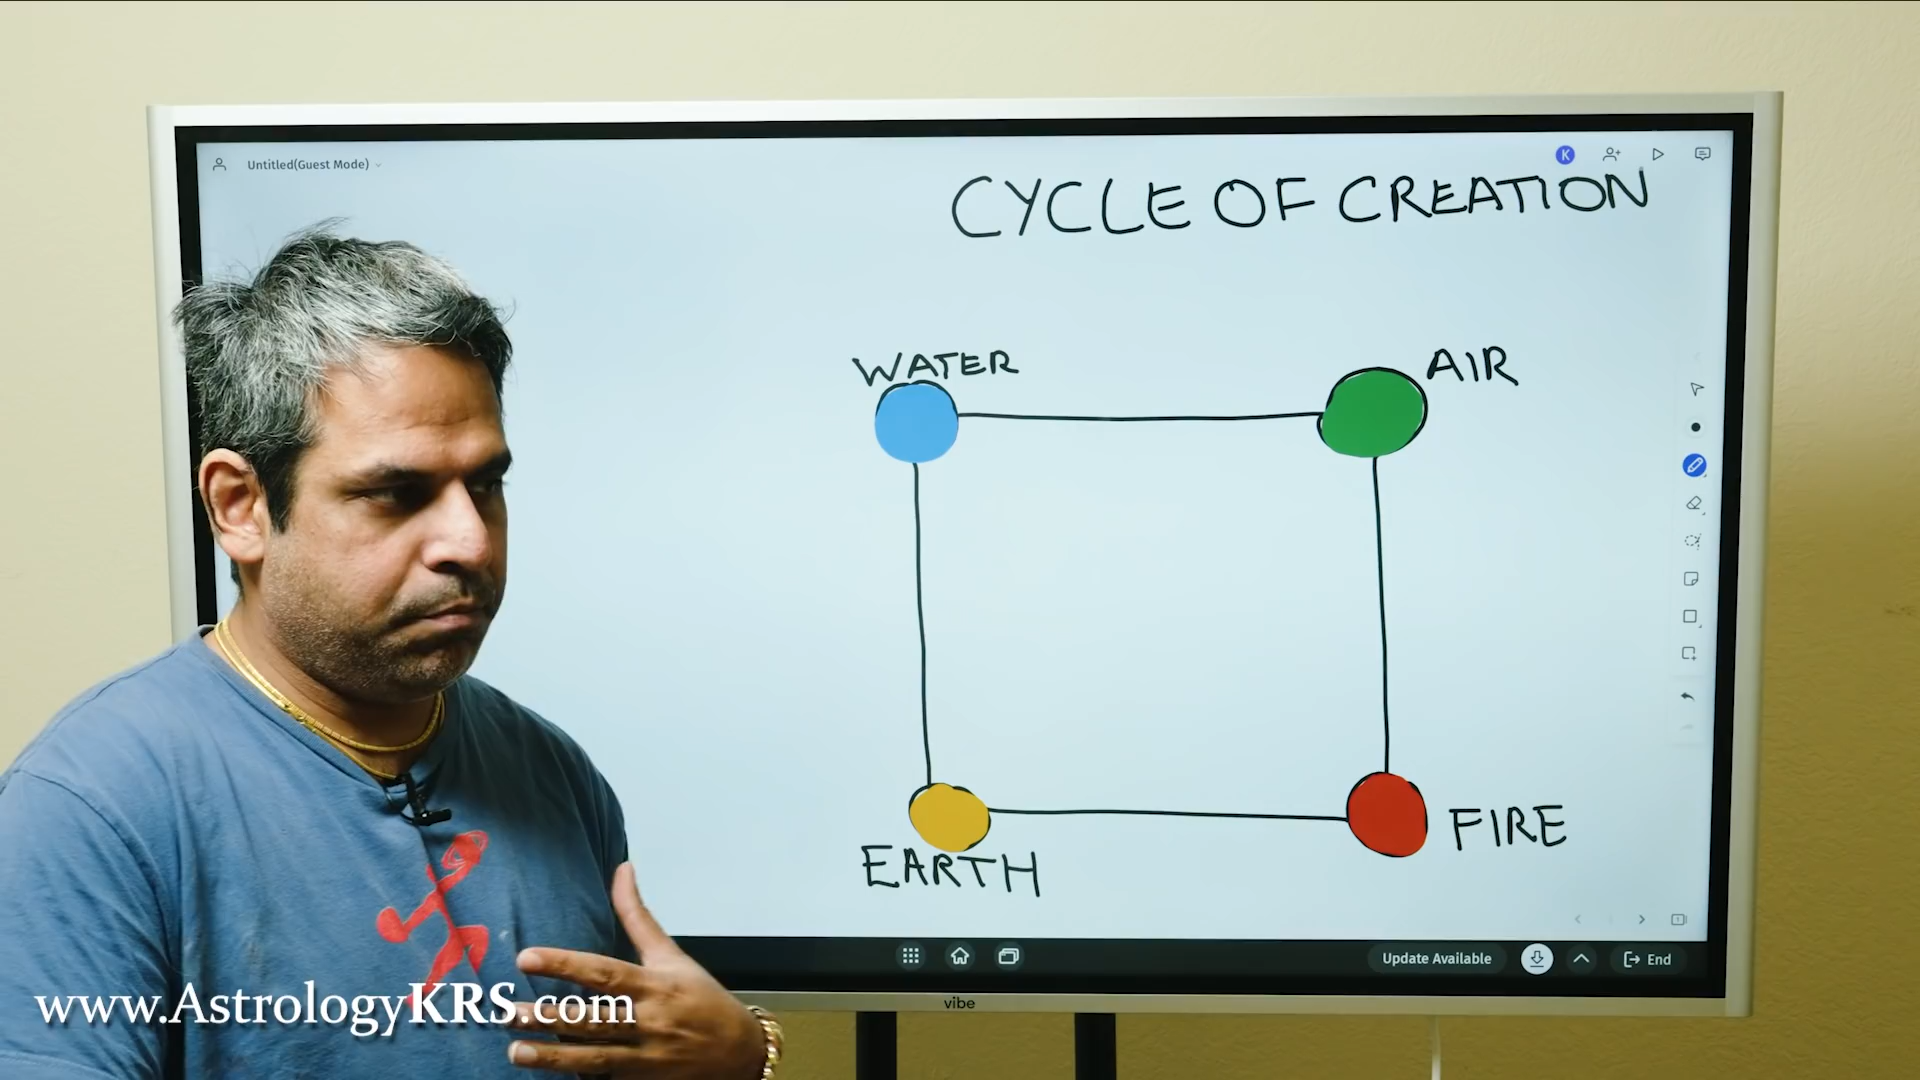 Untitled(Guest Mode)
K
CYCLE OF CREATION
WATER
AIR
EARTH
FIRE
Update Available
End
vibe
www.AstrologyKRS.com